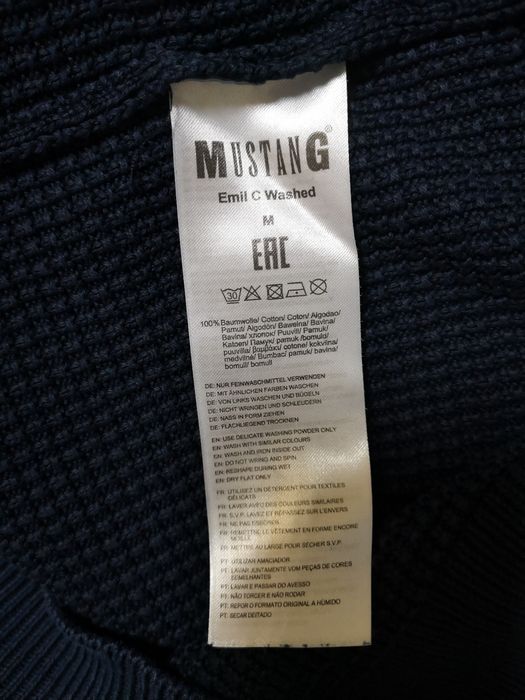 MUSTANG®
Emil C Washed
M
EAC
30
100% Baumwolle/ Cotton/ Coton/ Algodao/
Pamut/ Algodón/ Baweina/ Bavlna/
Bavlna/ хлопок/ Puuvill/ Pamuk/
Katoen/ Памук/ pamuk /bomuld/
puuvilla/ βαμβάκι/ cotone/ kokvilna/
medvilnė/ Bumbac/ pamuk/ bavlna/
bomull/ bomull
DE: NUR FEINWASCHMITTEL VERWENDEN
DE: MIT ÄHNLICHEN FARBEN WASCHEN
DE: VON LINKS WASCHEN UND BÜGELN
DE: NICHT WRINGEN UND SCHLEUDERN
DE: NASS IN FORM ZIEHEN
DE: FLACHLIEGEND TROCKNEN
EN: USE DELICATE WASHING POWDER ONLY
EN: WASH WITH SIMILAR COLOURS
EN: WASH AND IRON INSIDE OUT
EN: DO NOT WRING AND SPIN
EN: RESHAPE DURING WET
EN: DRY FLAT ONLY
FR: UTILISEZ UN DÉTERGENT POUR TEXTILES
DÉLICATS
FR: LAVER AVEC DES COULEURS SIMILAIRES
FR: S.V.P. LAVEZ ET REPASSEZ SUR L'ENVERS
FR: NE PAS ESSORER
FR: REMETTRE LE VÊTEMENT EN FORME ENCORE
MOUILLÉ
FR: METTRE AU LARGE POUR SÉCHER S.V.P.
PT: UTILIZAR AMACIADOR
PT: LAVAR JUNTAMENTE COM PEÇAS DE CORES
SEMELHANTES
PT: LAVAR E PASSAR DO AVESSO
PT: NÃO TORCER E NÃO RODAR
PT: REPOR O FORMATO ORIGINAL A HÚMIDO
PT: SECAR DEITADO